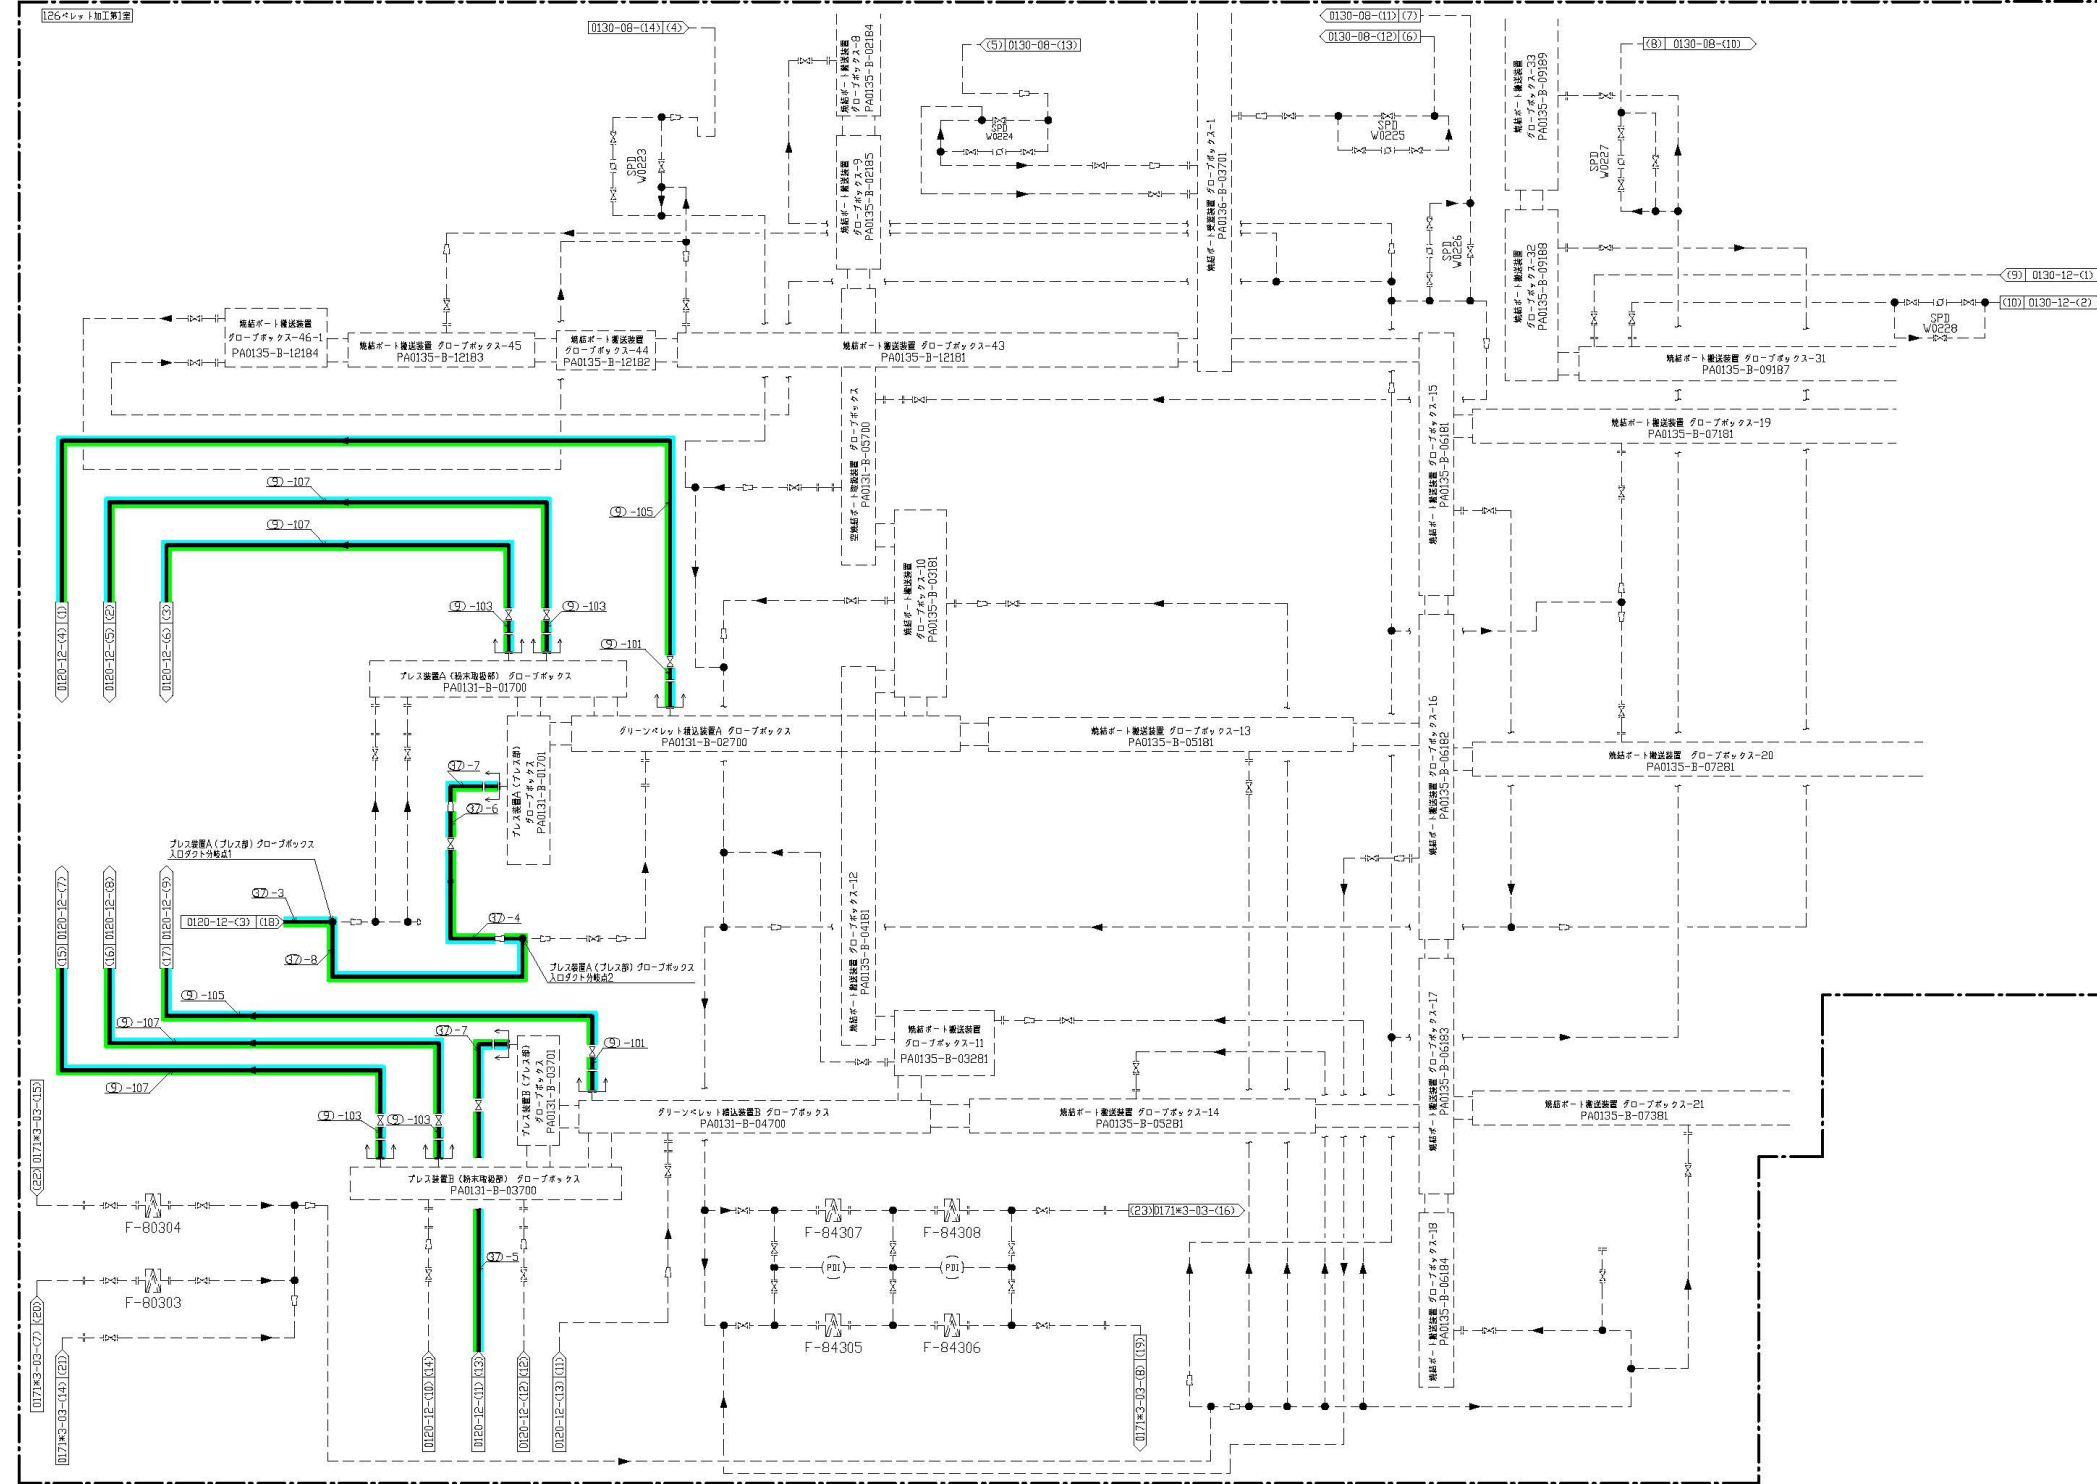 126ペレット加工第1室
0130-08-(14) (4)
(5) 0130-08-(13)
0130-08-(11) (7)
0130-08-(12) (6)
(8) 0130-08-(10)
(9) 0130-12-(1)
(10) 0130-12-(2)
焼結ボート搬送装置
グローブボックス-8
PA0135-B-02184
焼結ボート搬送装置
グローブボックス-9
PA0135-B-02185
焼結ボート受渡装置 グローブボックス-1
PA0136-B-03701
焼結ボート搬送装置
グローブボックス-33
PA0135-B-09189
焼結ボート搬送装置
グローブボックス-32
PA0135-B-09188
SPD
W0223
SPD
W0224
SPD
W0225
SPD
W0226
SPD
W0227
SPD
W0228
焼結ボート搬送装置
グローブボックス-46-1
PA0135-B-12184
焼結ボート搬送装置 グローブボックス-45
PA0135-B-12183
焼結ボート搬送装置
グローブボックス-44
PA0135-B-12182
焼結ボート搬送装置 グローブボックス-43
PA0135-B-12181
焼結ボート搬送装置 グローブボックス-31
PA0135-B-09187
焼結ボート搬送装置 グローブボックス-19
PA0135-B-07181
空焼結ボート取扱装置 グローブボックス
PA0131-B-05700
焼結ボート搬送装置 グローブボックス-15
PA0135-B-06181
⑨-107
⑨-107
⑨-105
⑨-103
⑨-103
⑨-101
0120-12-(4) (1)
0120-12-(5) (2)
0120-12-(6) (3)
焼結ボート搬送装置
グローブボックス-10
PA0135-B-03181
プレス装置A（粉末取扱部） グローブボックス
PA0131-B-01700
プレス装置A（プレス部）
グローブボックス
PA0131-B-01701
グリーンペレット積込装置A グローブボックス
PA0131-B-02700
焼結ボート搬送装置 グローブボックス-13
PA0135-B-05181
焼結ボート搬送装置 グローブボックス-16
PA0135-B-06182
焼結ボート搬送装置 グローブボックス-20
PA0135-B-07281
㊲-7
㊲-6
プレス装置A（プレス部）グローブボックス
入口ダクト分岐点1
㊲-3
0120-12-(3) (18)
㊲-4
㊲-8
プレス装置A（プレス部）グローブボックス
入口ダクト分岐点2
焼結ボート搬送装置 グローブボックス-12
PA0135-B-04181
(15) 0120-12-(7)
(16) 0120-12-(8)
(17) 0120-12-(9)
⑨-105
⑨-107
⑨-107
㊲-7
⑨-101
⑨-103
⑨-103
プレス装置B（プレス部）
グローブボックス
PA0131-B-03701
焼結ボート搬送装置
グローブボックス-11
PA0135-B-03281
焼結ボート搬送装置 グローブボックス-17
PA0135-B-06183
グリーンペレット積込装置B グローブボックス
PA0131-B-04700
焼結ボート搬送装置 グローブボックス-14
PA0135-B-05281
焼結ボート搬送装置 グローブボックス-21
PA0135-B-07381
プレス装置B（粉末取扱部） グローブボックス
PA0131-B-03700
(22) 0171*3-03-(15)
F-80304
F-80303
0171*3-03-(7) (20)
0171*3-03-(14) (21)
㊲-5
F-84307
F-84308
(23) 0171*3-03-(16)
PDI
PDI
F-84305
F-84306
0171*3-03-(8) (19)
焼結ボート搬送装置 グローブボックス-18
PA0135-B-06184
0120-12-(10) (14)
0120-12-(11) (13)
0120-12-(12) (12)
0120-12-(13) (11)